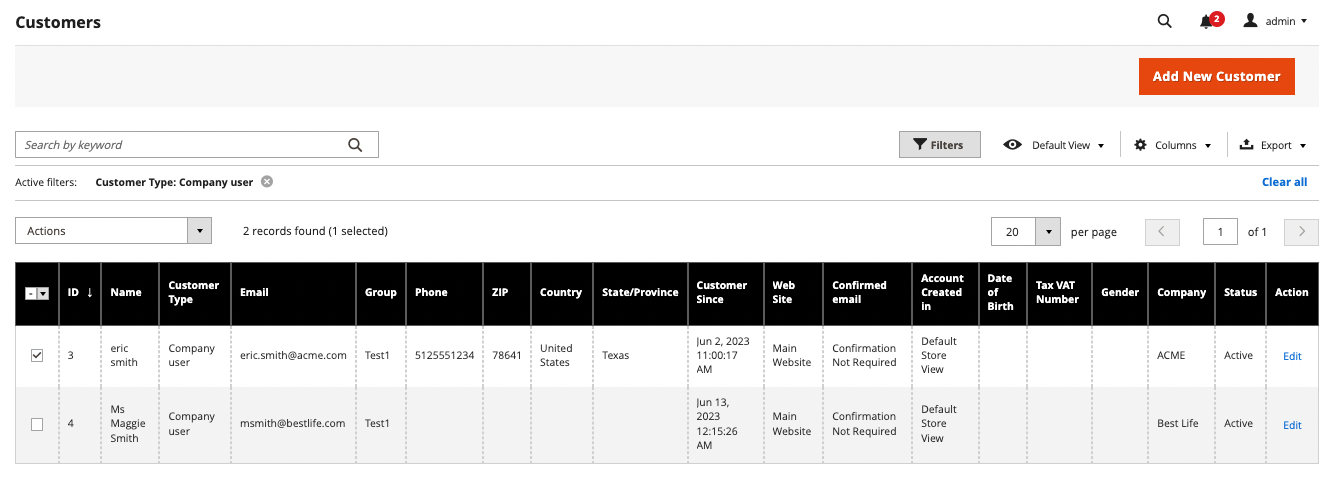 Customers
2
admin
Add New Customer
Search by keyword
Filters
Default View
Columns
Export
Active filters: Customer Type: Company user
Clear all
Actions
2 records found (1 selected)
20 per page
1 of 1
ID ↓
Name
Customer
Type
Email
Group
Phone
ZIP
Country
State/Province
Customer
Since
Web
Site
Confirmed
email
Account
Created
in
Date
of
Birth
Tax VAT
Number
Gender
Company
Status
Action
3
eric
smith
Company
user
eric.smith@acme.com
Test1
5125551234
78641
United
States
Texas
Jun 2, 2023
11:00:17
AM
Main
Website
Confirmation
Not Required
Default
Store
View
ACME
Active
Edit
4
Ms
Maggie
Smith
Company
user
msmith@bestlife.com
Test1
Jun 13,
2023
12:15:26
AM
Main
Website
Confirmation
Not Required
Default
Store
View
Best Life
Active
Edit